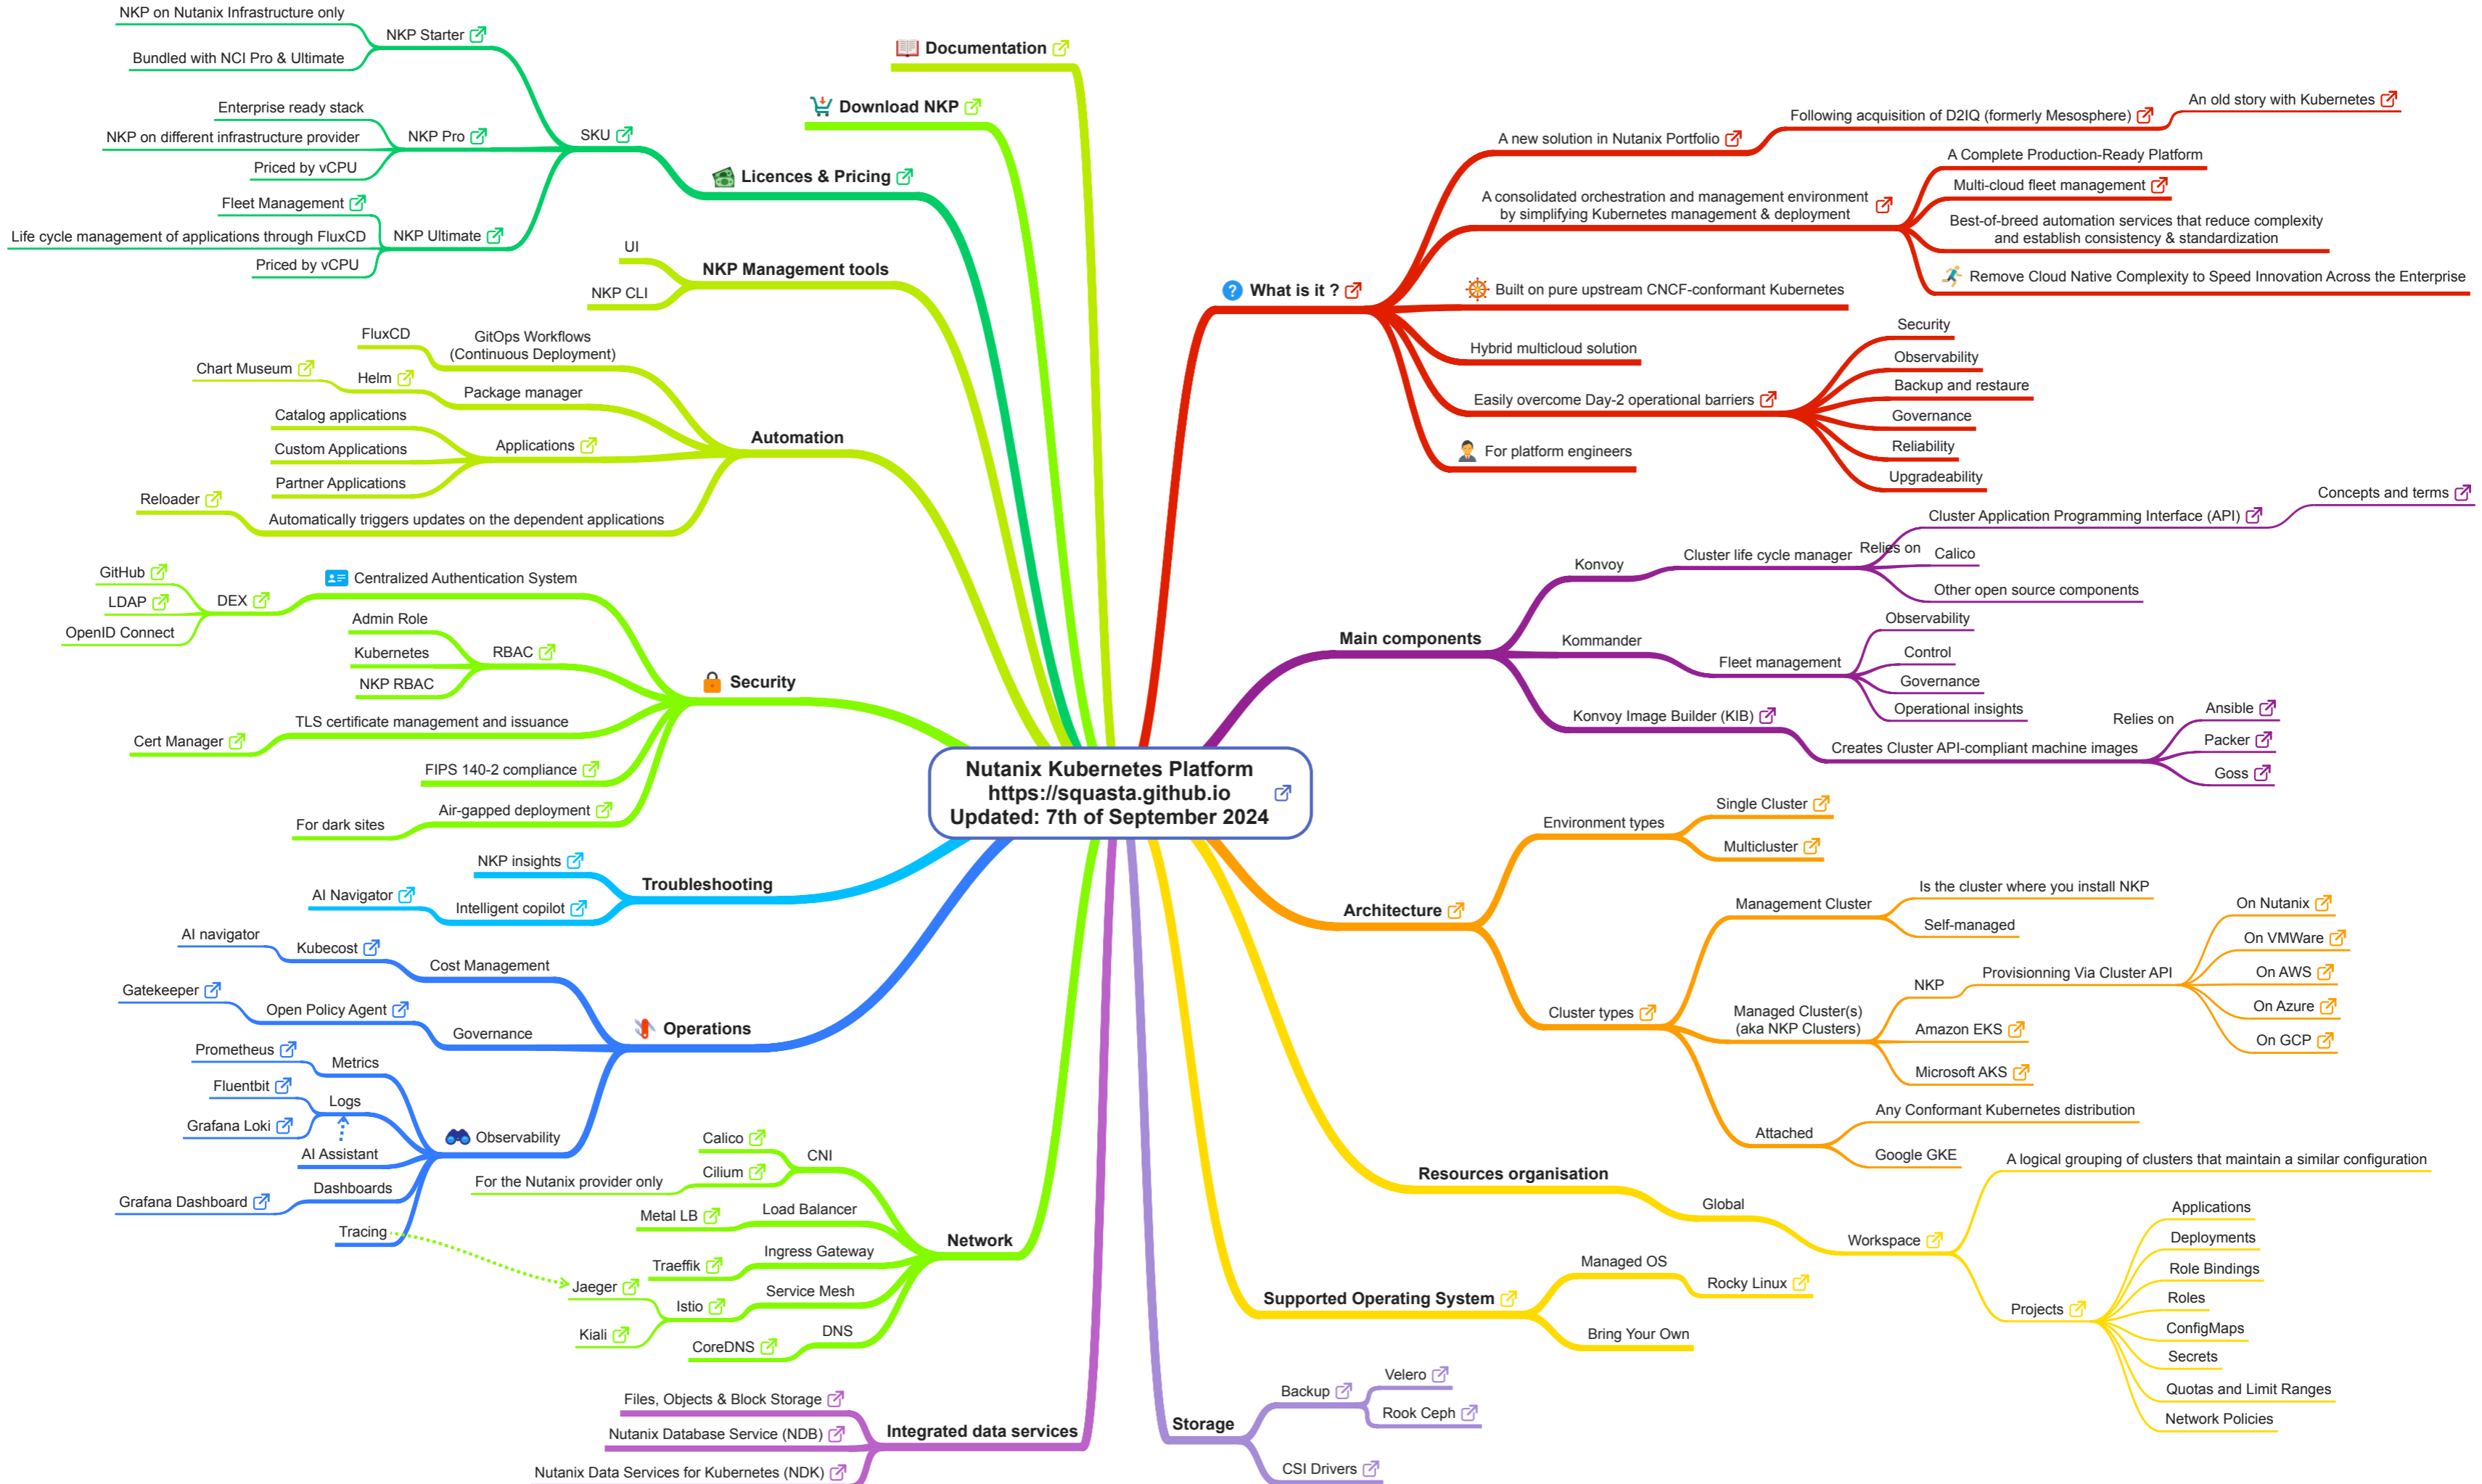 Nutanix Kubernetes Platform
https://squasta.github.io
Updated: 7th of September 2024
Documentation
Download NKP
Licences & Pricing
SKU
NKP Starter
NKP on Nutanix Infrastructure only
Bundled with NCI Pro & Ultimate
NKP Pro
Enterprise ready stack
NKP on different infrastructure provider
Priced by vCPU
NKP Ultimate
Fleet Management
Life cycle management of applications through FluxCD
Priced by vCPU
NKP Management tools
UI
NKP CLI
Automation
GitOps Workflows
(Continuous Deployment)
FluxCD
Package manager
Helm
Chart Museum
Applications
Catalog applications
Custom Applications
Partner Applications
Automatically triggers updates on the dependent applications
Reloader
Security
Centralized Authentication System
DEX
GitHub
LDAP
OpenID Connect
RBAC
Admin Role
Kubernetes
NKP RBAC
TLS certificate management and issuance
Cert Manager
FIPS 140-2 compliance
Air-gapped deployment
For dark sites
Troubleshooting
NKP insights
Intelligent copilot
AI Navigator
Operations
Cost Management
Kubecost
AI navigator
Governance
Open Policy Agent
Gatekeeper
Observability
Metrics
Prometheus
Logs
Fluentbit
Grafana Loki
AI Assistant
Dashboards
Grafana Dashboard
Tracing
Network
CNI
Calico
Cilium
For the Nutanix provider only
Load Balancer
Metal LB
Ingress Gateway
Traeffik
Service Mesh
Istio
Jaeger
Kiali
DNS
CoreDNS
Integrated data services
Files, Objects & Block Storage
Nutanix Database Service (NDB)
Nutanix Data Services for Kubernetes (NDK)
What is it ?
A new solution in Nutanix Portfolio
Following acquisition of D2IQ (formerly Mesosphere)
An old story with Kubernetes
A consolidated orchestration and management environment
by simplifying Kubernetes management & deployment
A Complete Production-Ready Platform
Multi-cloud fleet management
Best-of-breed automation services that reduce complexity
and establish consistency & standardization
Remove Cloud Native Complexity to Speed Innovation Across the Enterprise
Built on pure upstream CNCF-conformant Kubernetes
Hybrid multicloud solution
Easily overcome Day-2 operational barriers
Security
Observability
Backup and restaure
Governance
Reliability
Upgradeability
For platform engineers
Main components
Konvoy
Cluster life cycle manager
Relies on
Cluster Application Programming Interface (API)
Concepts and terms
Calico
Other open source components
Kommander
Fleet management
Observability
Control
Governance
Operational insights
Konvoy Image Builder (KIB)
Creates Cluster API-compliant machine images
Relies on
Ansible
Packer
Goss
Architecture
Environment types
Single Cluster
Multicluster
Cluster types
Management Cluster
Is the cluster where you install NKP
Self-managed
Managed Cluster(s)
(aka NKP Clusters)
NKP
Provisionning Via Cluster API
On Nutanix
On VMWare
On AWS
On Azure
On GCP
Amazon EKS
Microsoft AKS
Attached
Any Conformant Kubernetes distribution
Google GKE
Resources organisation
Global
Workspace
A logical grouping of clusters that maintain a similar configuration
Projects
Applications
Deployments
Role Bindings
Roles
ConfigMaps
Secrets
Quotas and Limit Ranges
Network Policies
Supported Operating System
Managed OS
Rocky Linux
Bring Your Own
Storage
Backup
Velero
Rook Ceph
CSI Drivers